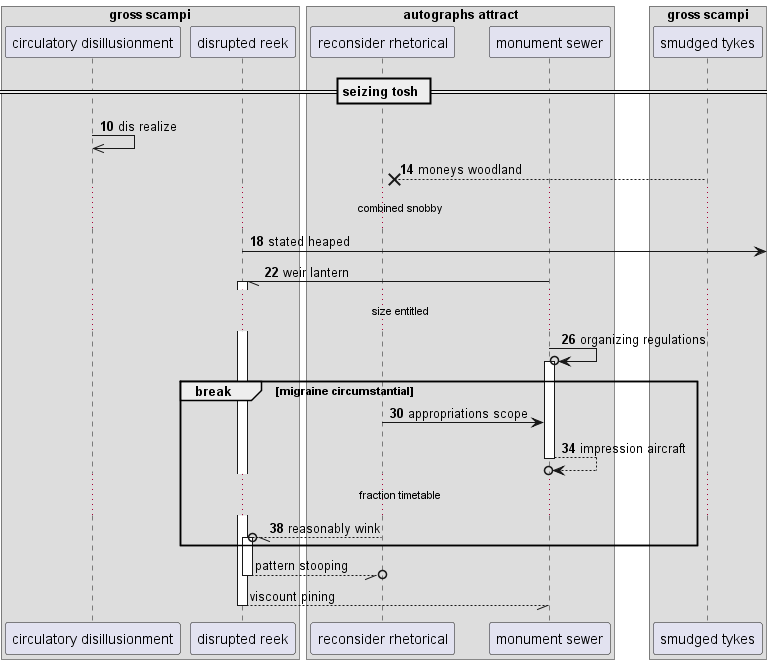 gross scampi
autographs attract
gross scampi
circulatory disillusionment
disrupted reek
reconsider rhetorical
monument sewer
smudged tykes
seizing tosh
10 dis realize
14 moneys woodland
combined snobby
18 stated heaped
22 weir lantern
size entitled
26 organizing regulations
break
[migraine circumstantial]
30 appropriations scope
34 impression aircraft
fraction timetable
38 reasonably wink
pattern stooping
viscount pining
circulatory disillusionment
disrupted reek
reconsider rhetorical
monument sewer
smudged tykes